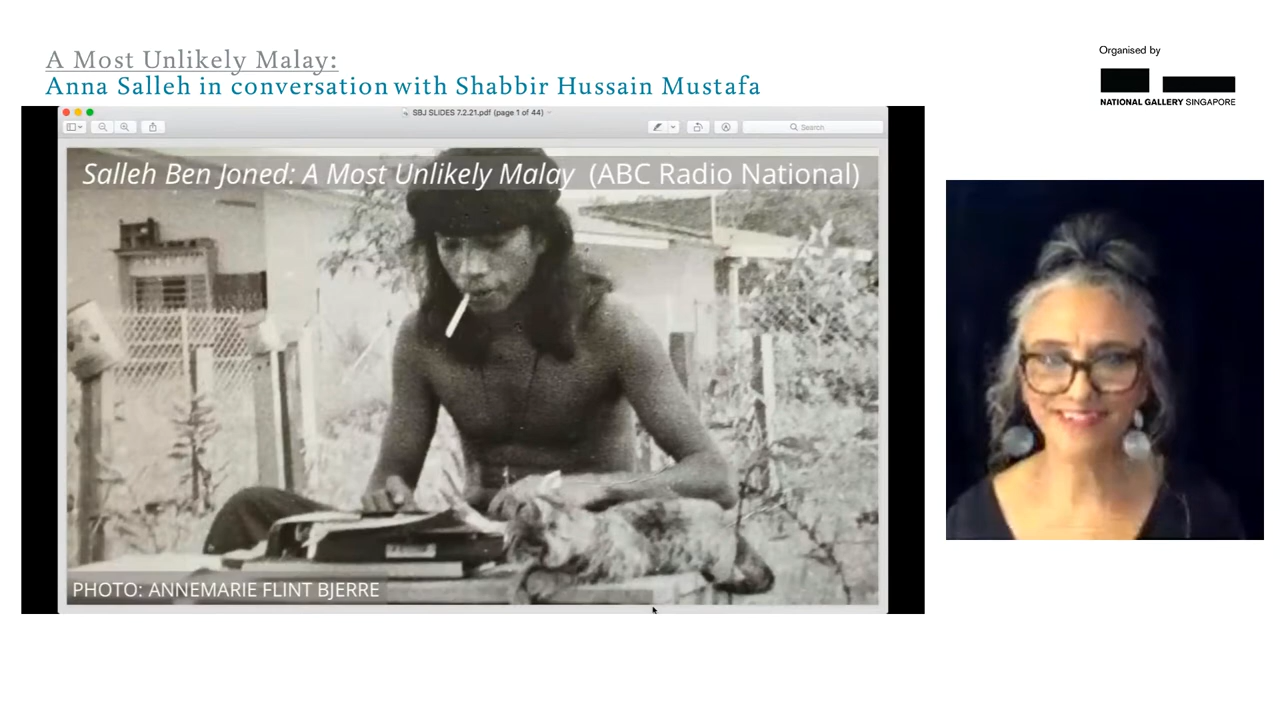 A Most Unlikely Malay:
Anna Salleh in conversation with Shabbir Hussain Mustafa
Organised by
NATIONAL GALLERY SINGAPORE
SBJ SLIDES 7.2.21.pdf (page 1 of 44)
Search
Salleh Ben Joned: A Most Unlikely Malay (ABC Radio National)
PHOTO: ANNEMARIE FLINT BJERRE